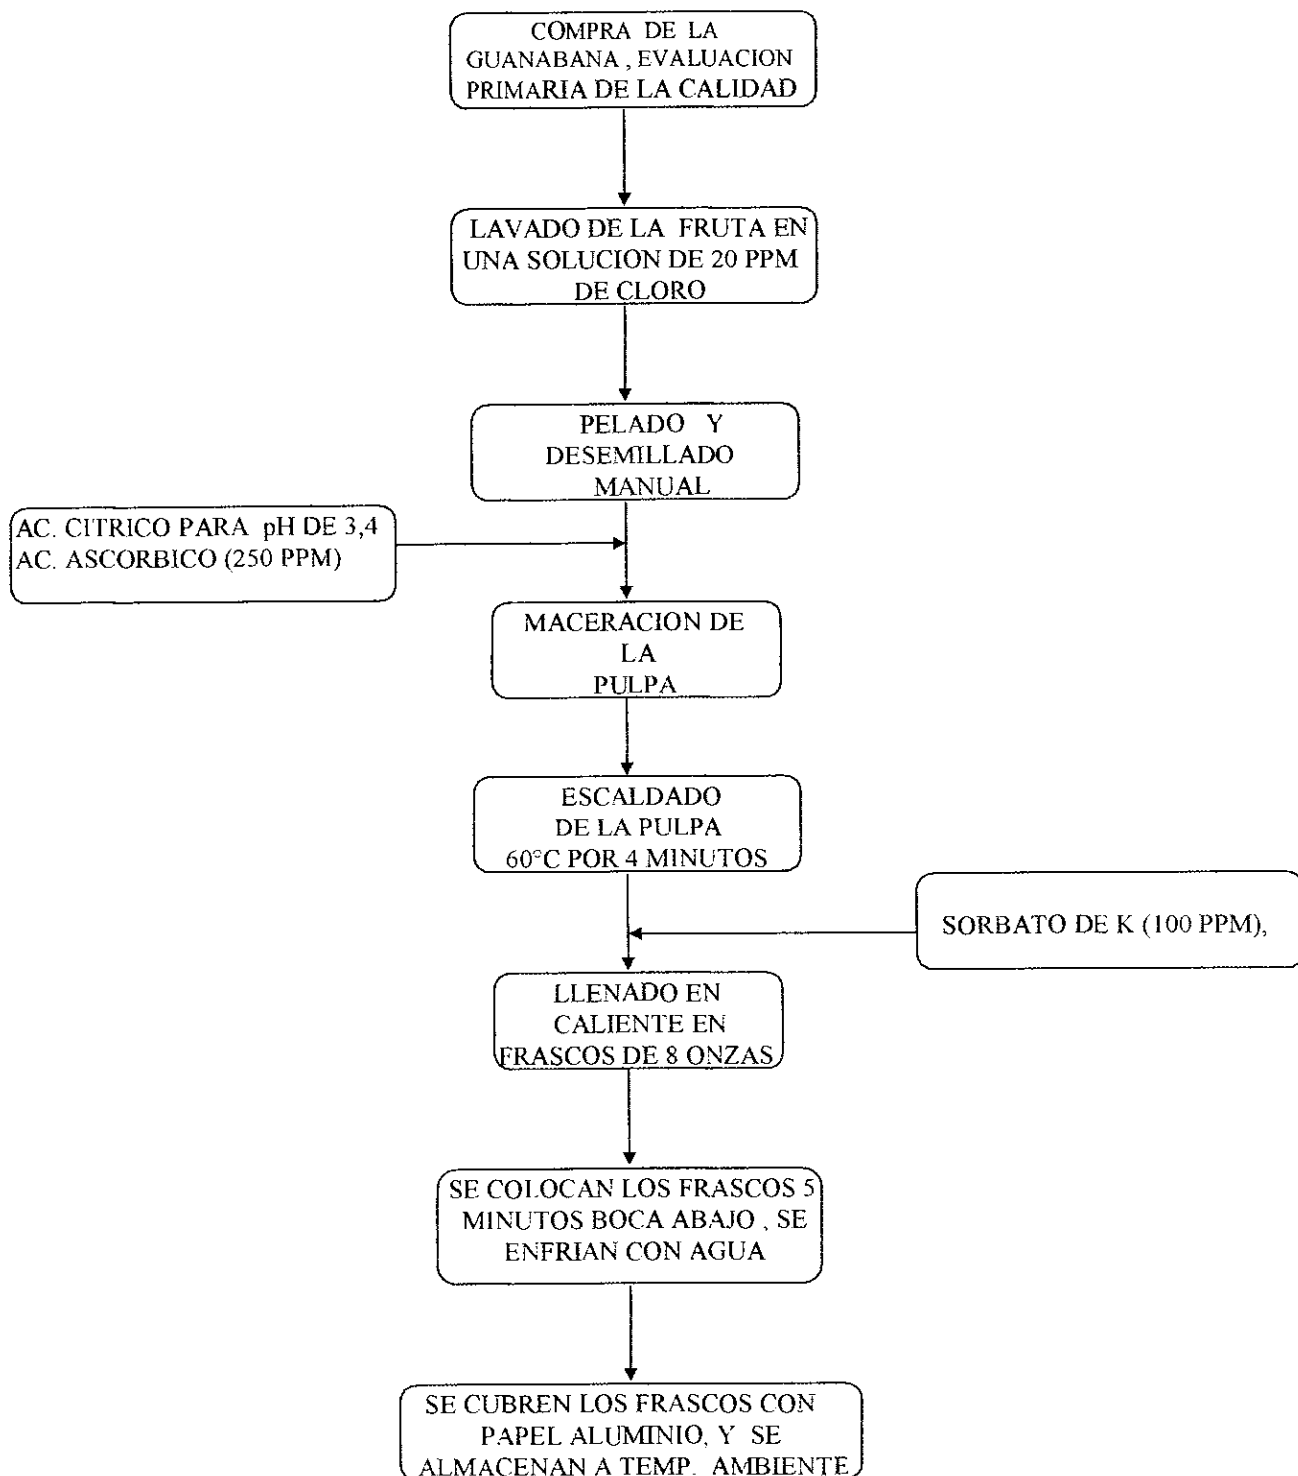 COMPRA DE LA
GUANABANA , EVALUACION
PRIMARIA DE LA CALIDAD
LAVADO DE LA FRUTA EN
UNA SOLUCION DE 20 PPM
DE CLORO
PELADO Y
DESEMILLADO
MANUAL
AC. CITRICO PARA pH DE 3,4
AC. ASCORBICO (250 PPM)
MACERACION DE
LA
PULPA
ESCALDADO
DE LA PULPA
60°C POR 4 MINUTOS
SORBATO DE K (100 PPM),
LLENADO EN
CALIENTE EN
FRASCOS DE 8 ONZAS
SE COLOCAN LOS FRASCOS 5
MINUTOS BOCA ABAJO , SE
ENFRIAN CON AGUA
SE CUBREN LOS FRASCOS CON
PAPEL ALUMINIO, Y SE
ALMACENAN A TEMP. AMBIENTE